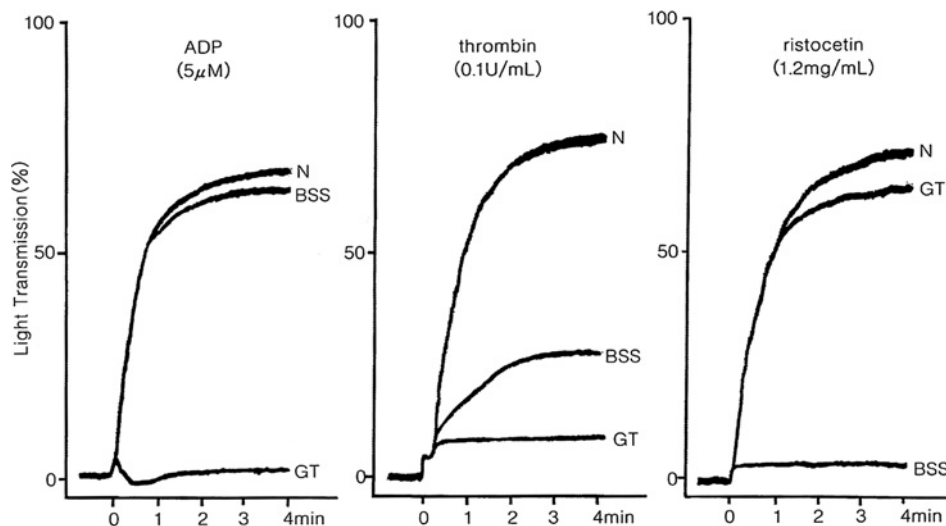 Light Transmission(%)
100
50
0
ADP
(5μM)
N
BSS
GT
0 1 2 3 4min
100
50
0
thrombin
(0.1U/mL)
N
BSS
GT
0 1 2 3 4min
100
50
0
ristocetin
(1.2mg/mL)
N
GT
BSS
0 1 2 3 4min